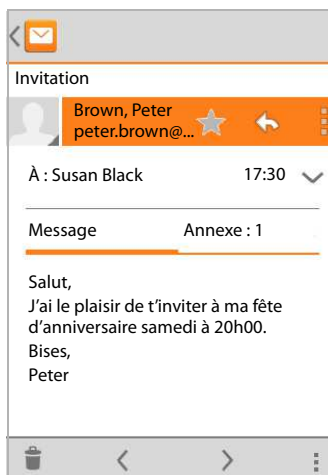 Invitation
Brown, Peter
peter.brown@...
À : Susan Black 17:30
Message Annexe : 1
Salut,
J'ai le plaisir de t'inviter à ma fête
d'anniversaire samedi à 20h00.
Bises,
Peter